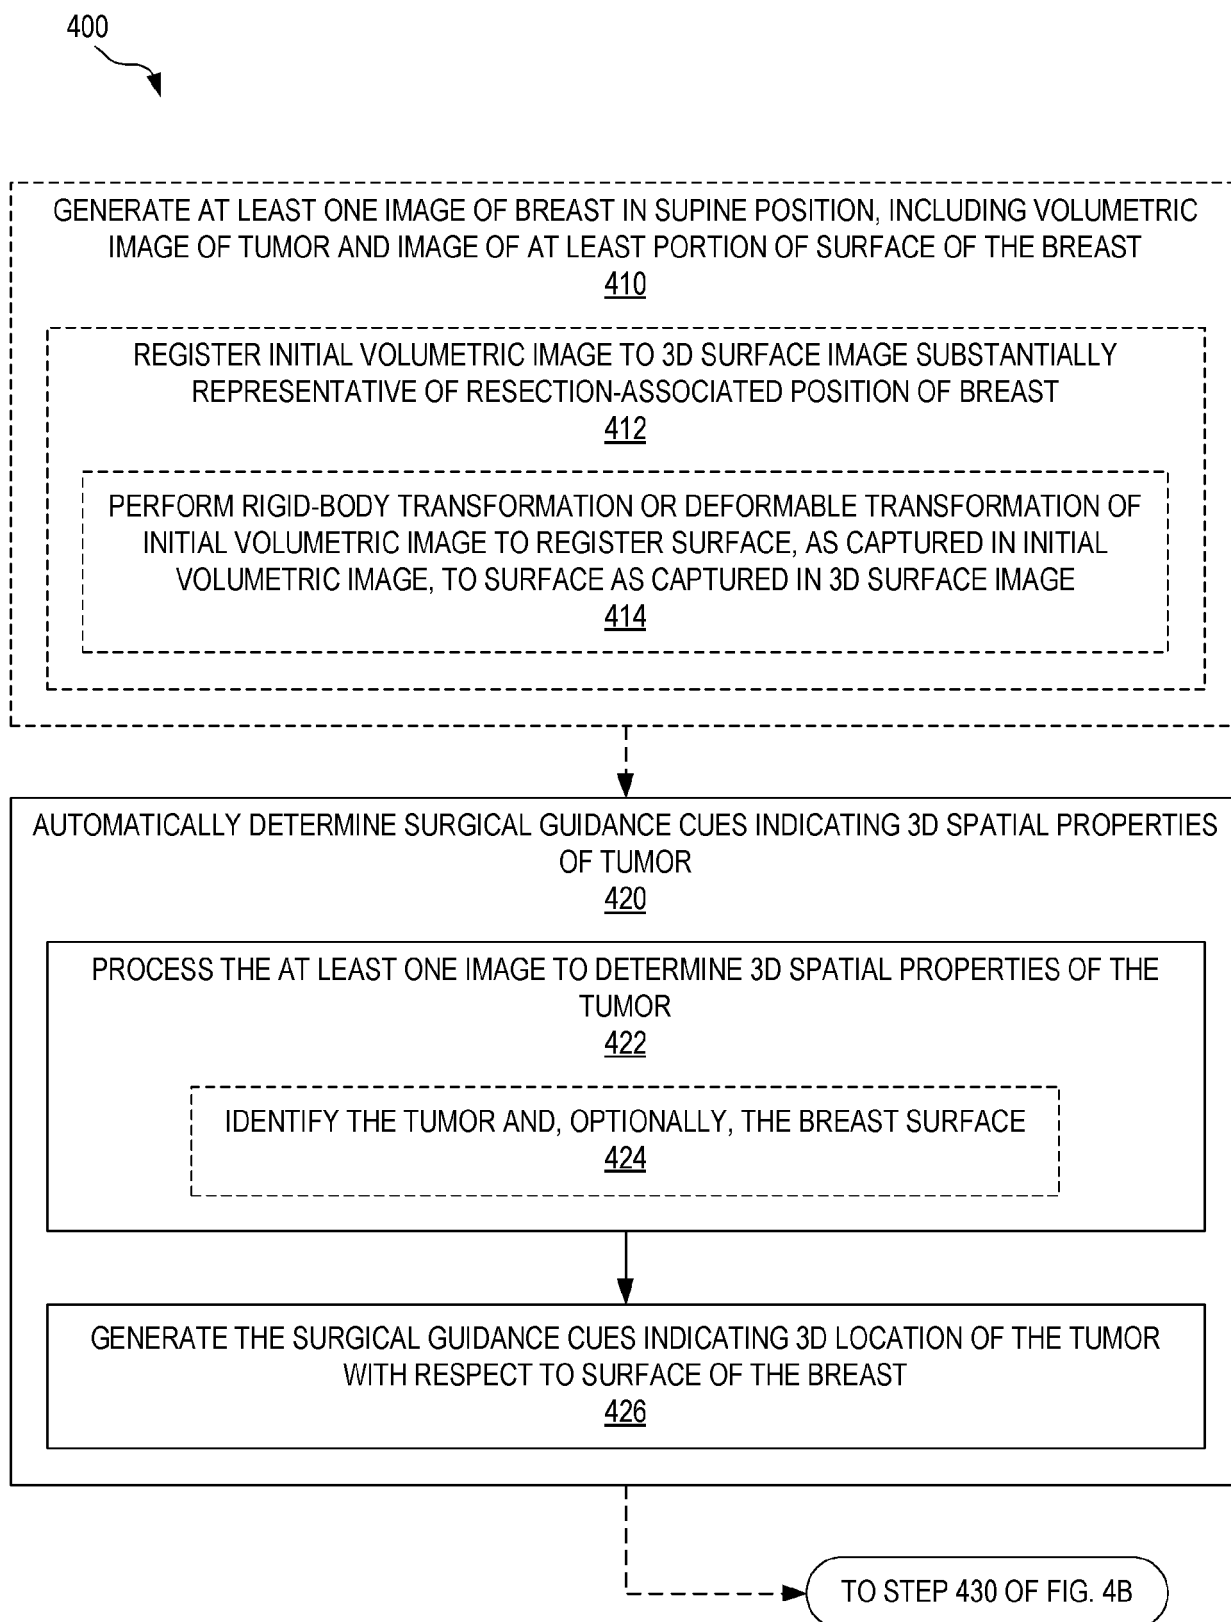 400
GENERATE AT LEAST ONE IMAGE OF BREAST IN SUPINE POSITION, INCLUDING VOLUMETRIC
IMAGE OF TUMOR AND IMAGE OF AT LEAST PORTION OF SURFACE OF THE BREAST
410
REGISTER INITIAL VOLUMETRIC IMAGE TO 3D SURFACE IMAGE SUBSTANTIALLY
REPRESENTATIVE OF RESECTION-ASSOCIATED POSITION OF BREAST
412
PERFORM RIGID-BODY TRANSFORMATION OR DEFORMABLE TRANSFORMATION OF
INITIAL VOLUMETRIC IMAGE TO REGISTER SURFACE, AS CAPTURED IN INITIAL
VOLUMETRIC IMAGE, TO SURFACE AS CAPTURED IN 3D SURFACE IMAGE
414
AUTOMATICALLY DETERMINE SURGICAL GUIDANCE CUES INDICATING 3D SPATIAL PROPERTIES
OF TUMOR
420
PROCESS THE AT LEAST ONE IMAGE TO DETERMINE 3D SPATIAL PROPERTIES OF THE
TUMOR
422
IDENTIFY THE TUMOR AND, OPTIONALLY, THE BREAST SURFACE
424
GENERATE THE SURGICAL GUIDANCE CUES INDICATING 3D LOCATION OF THE TUMOR
WITH RESPECT TO SURFACE OF THE BREAST
426
TO STEP 430 OF FIG. 4B